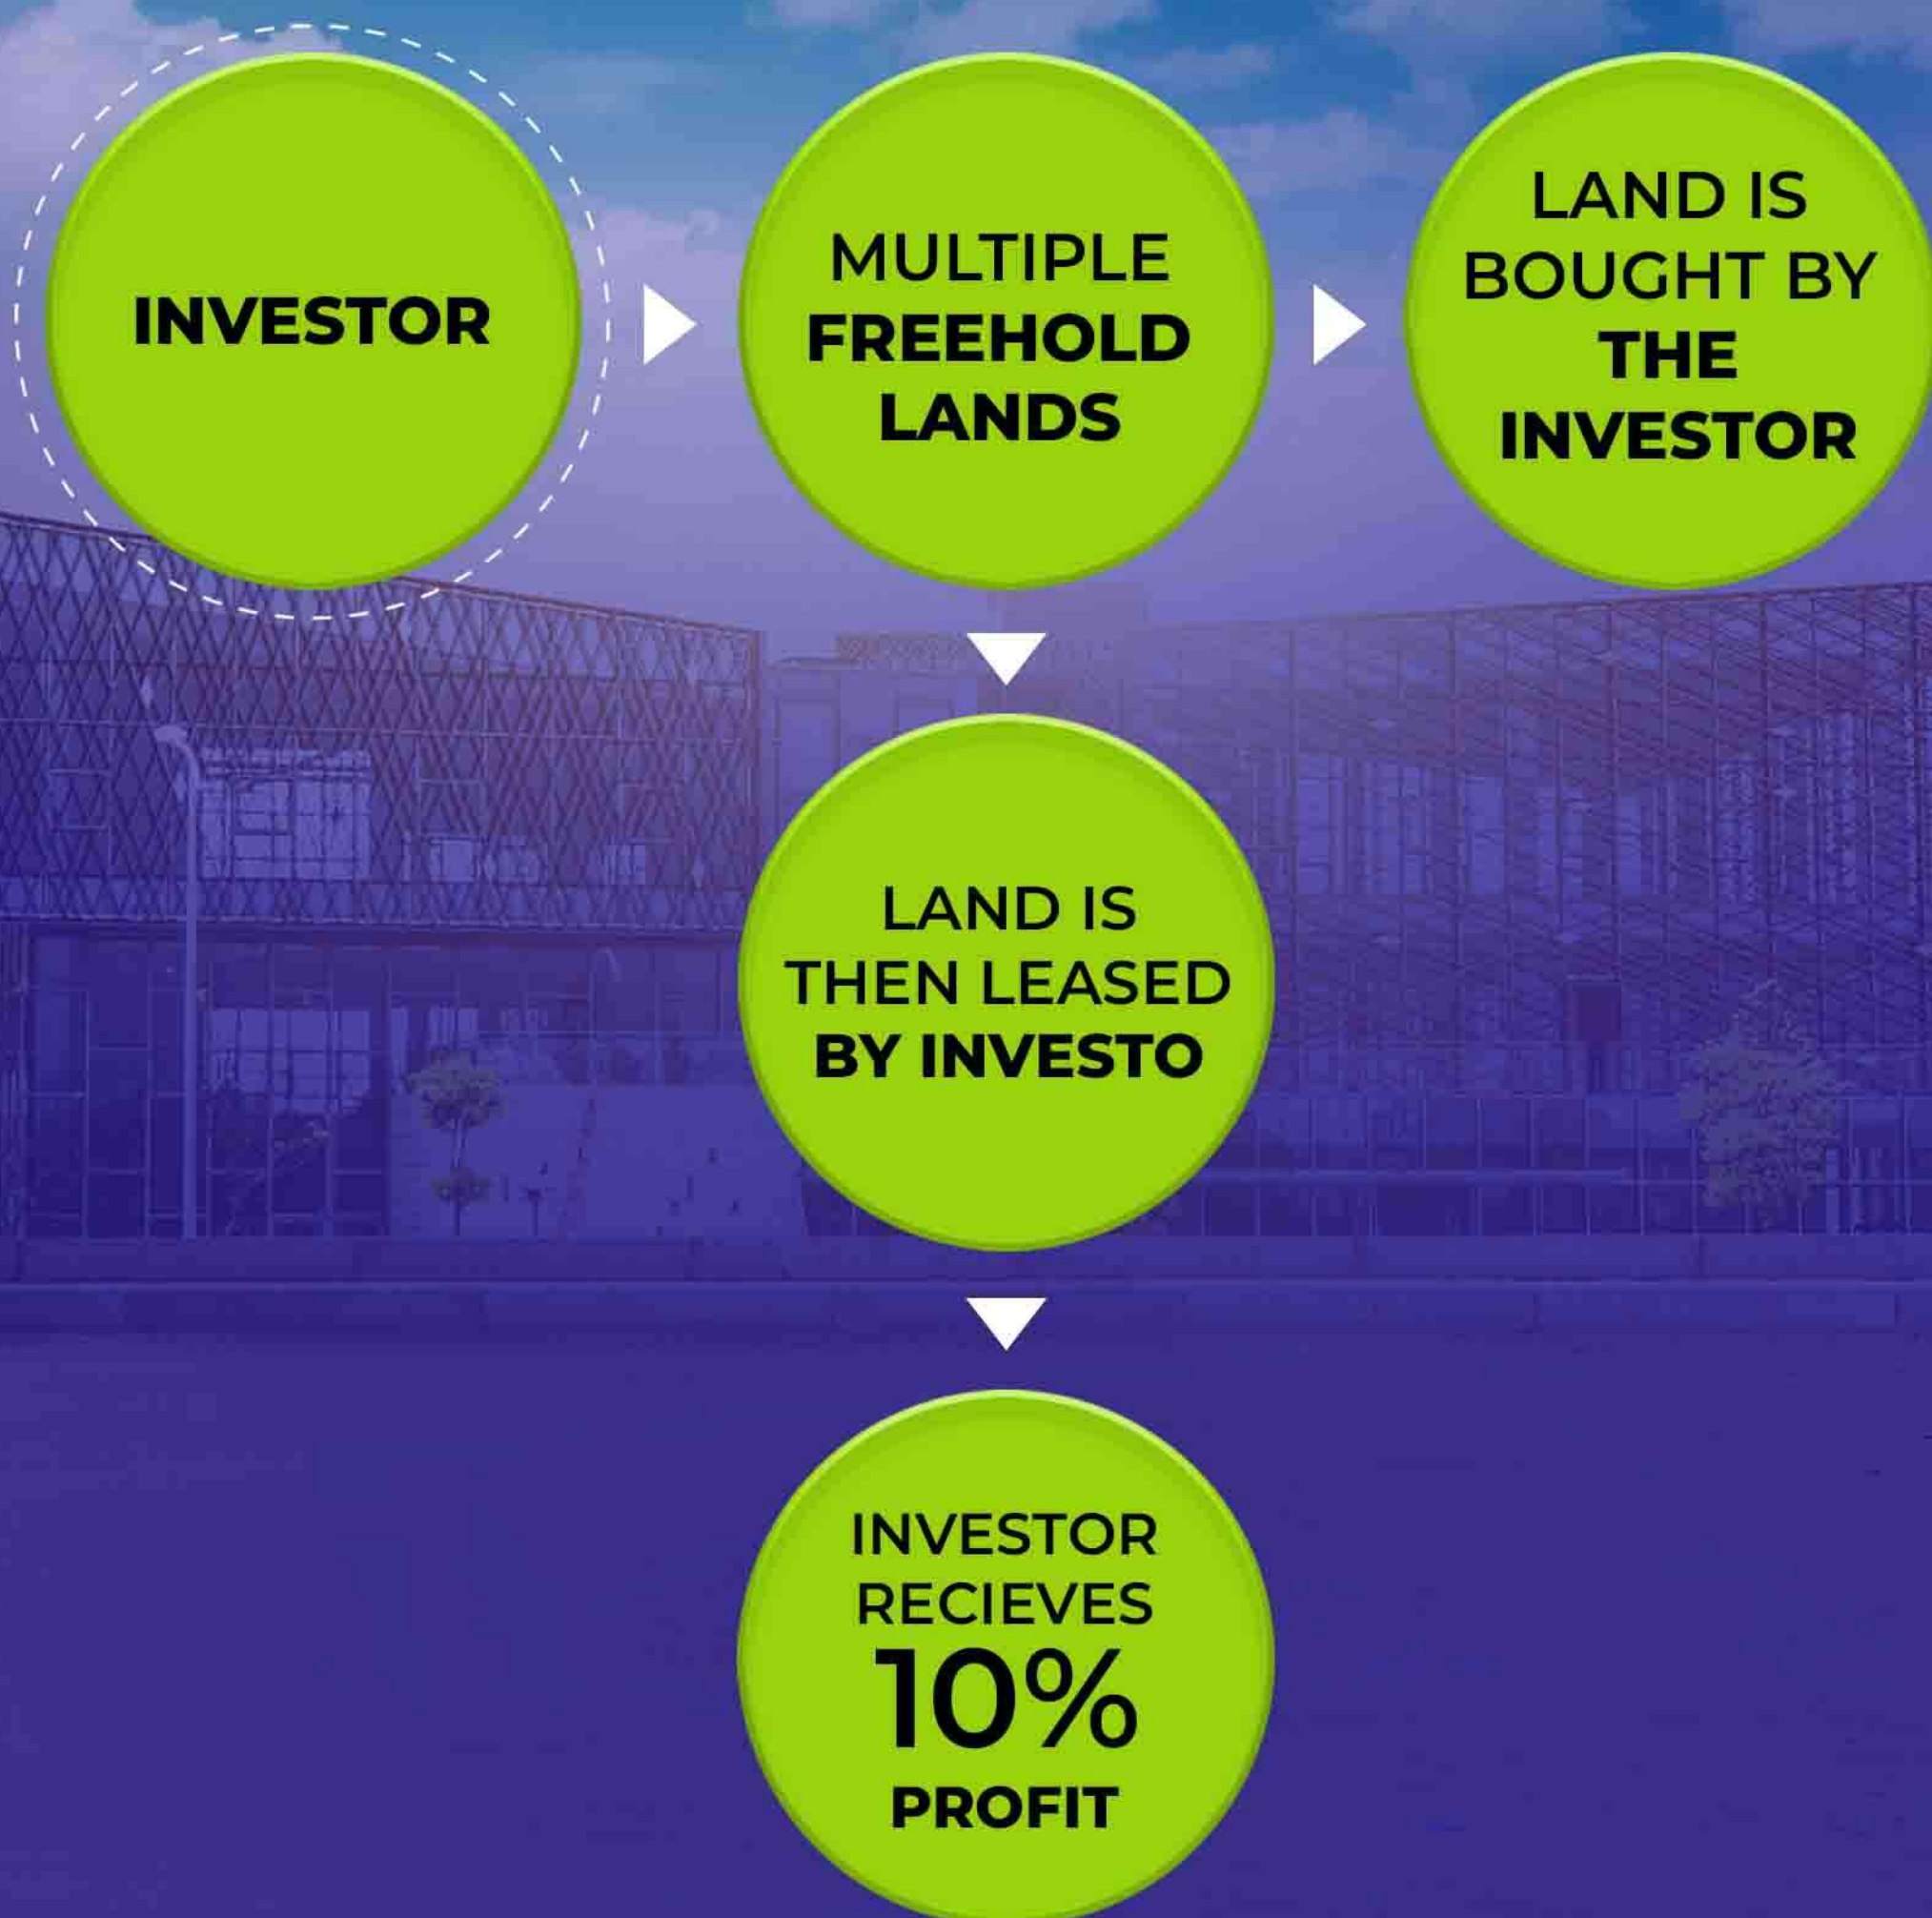 INVESTOR
MULTIPLE
FREEHOLD
LANDS
LAND IS
BOUGHT BY
THE
INVESTOR
LAND IS
THEN LEASED
BY INVESTO
INVESTOR
RECIEVES
10%
PROFIT